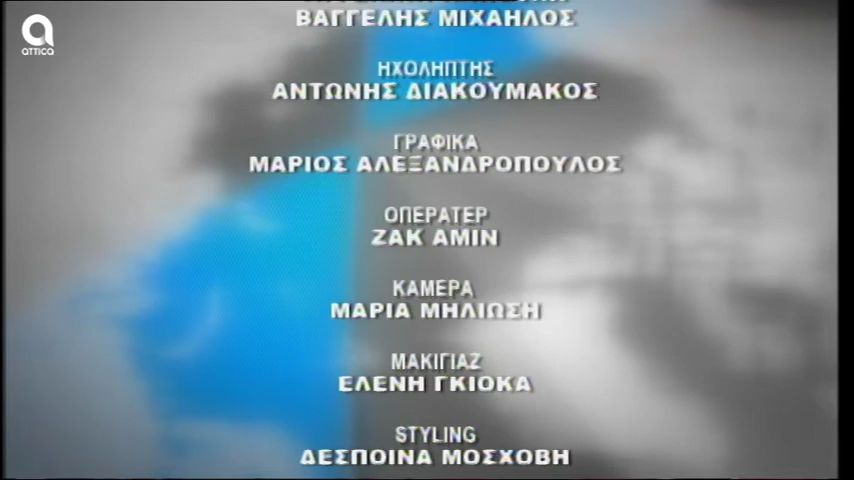 attica
ΒΑΓΓΕΛΗΣ ΜΙΧΑΗΛΟΣ
ΗΧΟΛΗΠΤΗΣ
ΑΝΤΩΝΗΣ ΔΙΑΚΟΥΜΑΚΟΣ
ΓΡΑΦΙΚΑ
ΜΑΡΙΟΣ ΑΛΕΞΑΝΔΡΟΠΟΥΛΟΣ
ΟΠΕΡΑΤΕΡ
ΖΑΚ ΑΜΙΝ
ΚΑΜΕΡΑ
ΜΑΡΙΑ ΜΗΛΙΩΣΗ
ΜΑΚΙΓΙΑΖ
ΕΛΕΝΗ ΓΚΙΟΚΑ
STYLING
ΔΕΣΠΟΙΝΑ ΜΟΣΧΟΒΗ